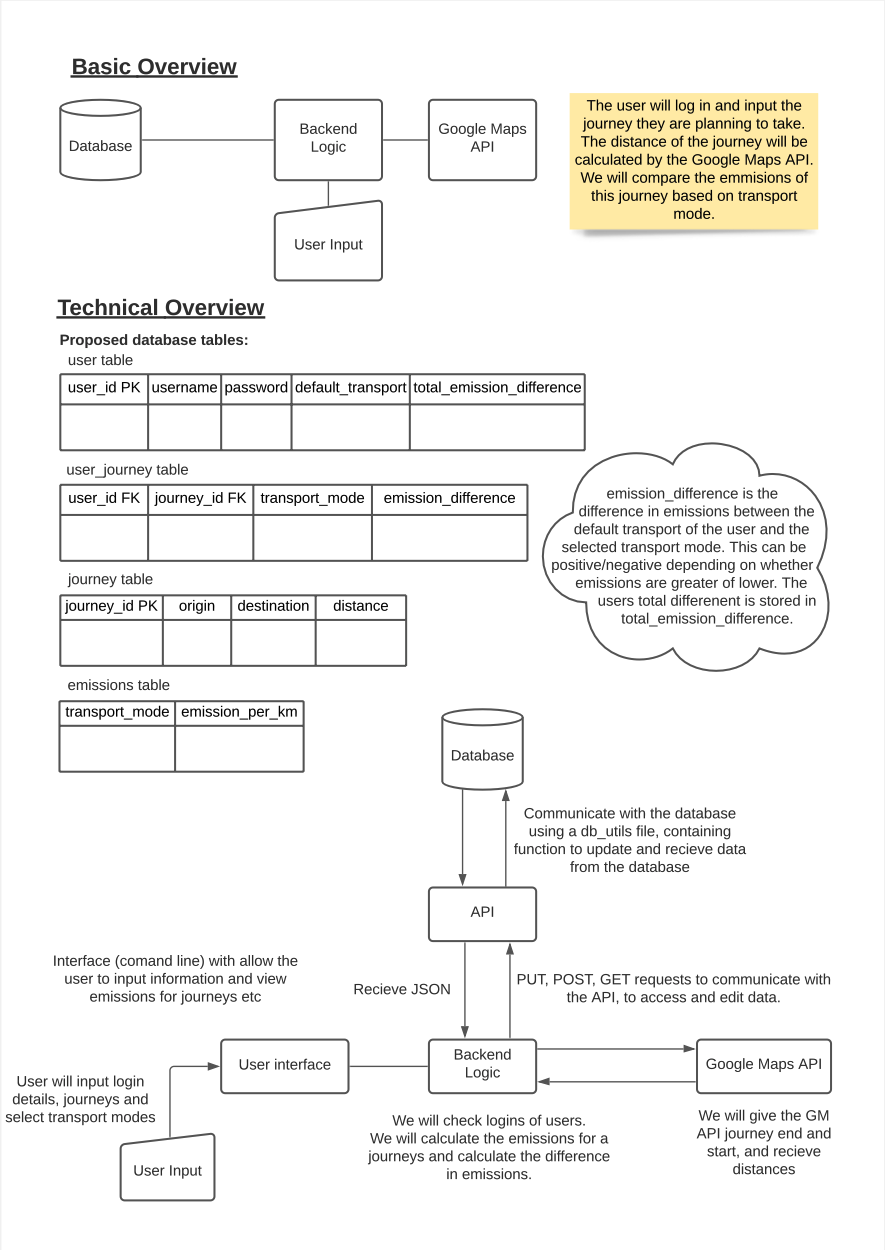 Basic Overview
Database
Backend
Logic
Google Maps
API
User Input
The user will log in and input the
journey they are planning to take.
The distance of the journey will be
calculated by the Google Maps API.
We will compare the emmisions of
this journey based on transport
mode.
Technical Overview
Proposed database tables:
user table
user_id PK username password default_transport total_emission_difference
user_journey table
user_id FK journey_id FK transport_mode emission_difference
journey table
journey_id PK origin destination distance
emissions table
transport_mode emission_per_km
emission_difference is the
difference in emissions between the
default transport of the user and the
selected transport mode. This can be
positive/negative depending on whether
emissions are greater of lower. The
users total differenent is stored in
total_emission_difference.
Database
Communicate with the database
using a db_utils file, containing
function to update and recieve data
from the database
API
Interface (comand line) with allow the
user to input information and view
emissions for journeys etc
Recieve JSON
PUT, POST, GET requests to communicate with
the API, to access and edit data.
User interface
Backend
Logic
Google Maps API
User will input login
details, journeys and
select transport modes
User Input
We will check logins of users.
We will calculate the emissions for a
journeys and calculate the difference
in emissions.
We will give the GM
API journey end and
start, and recieve
distances